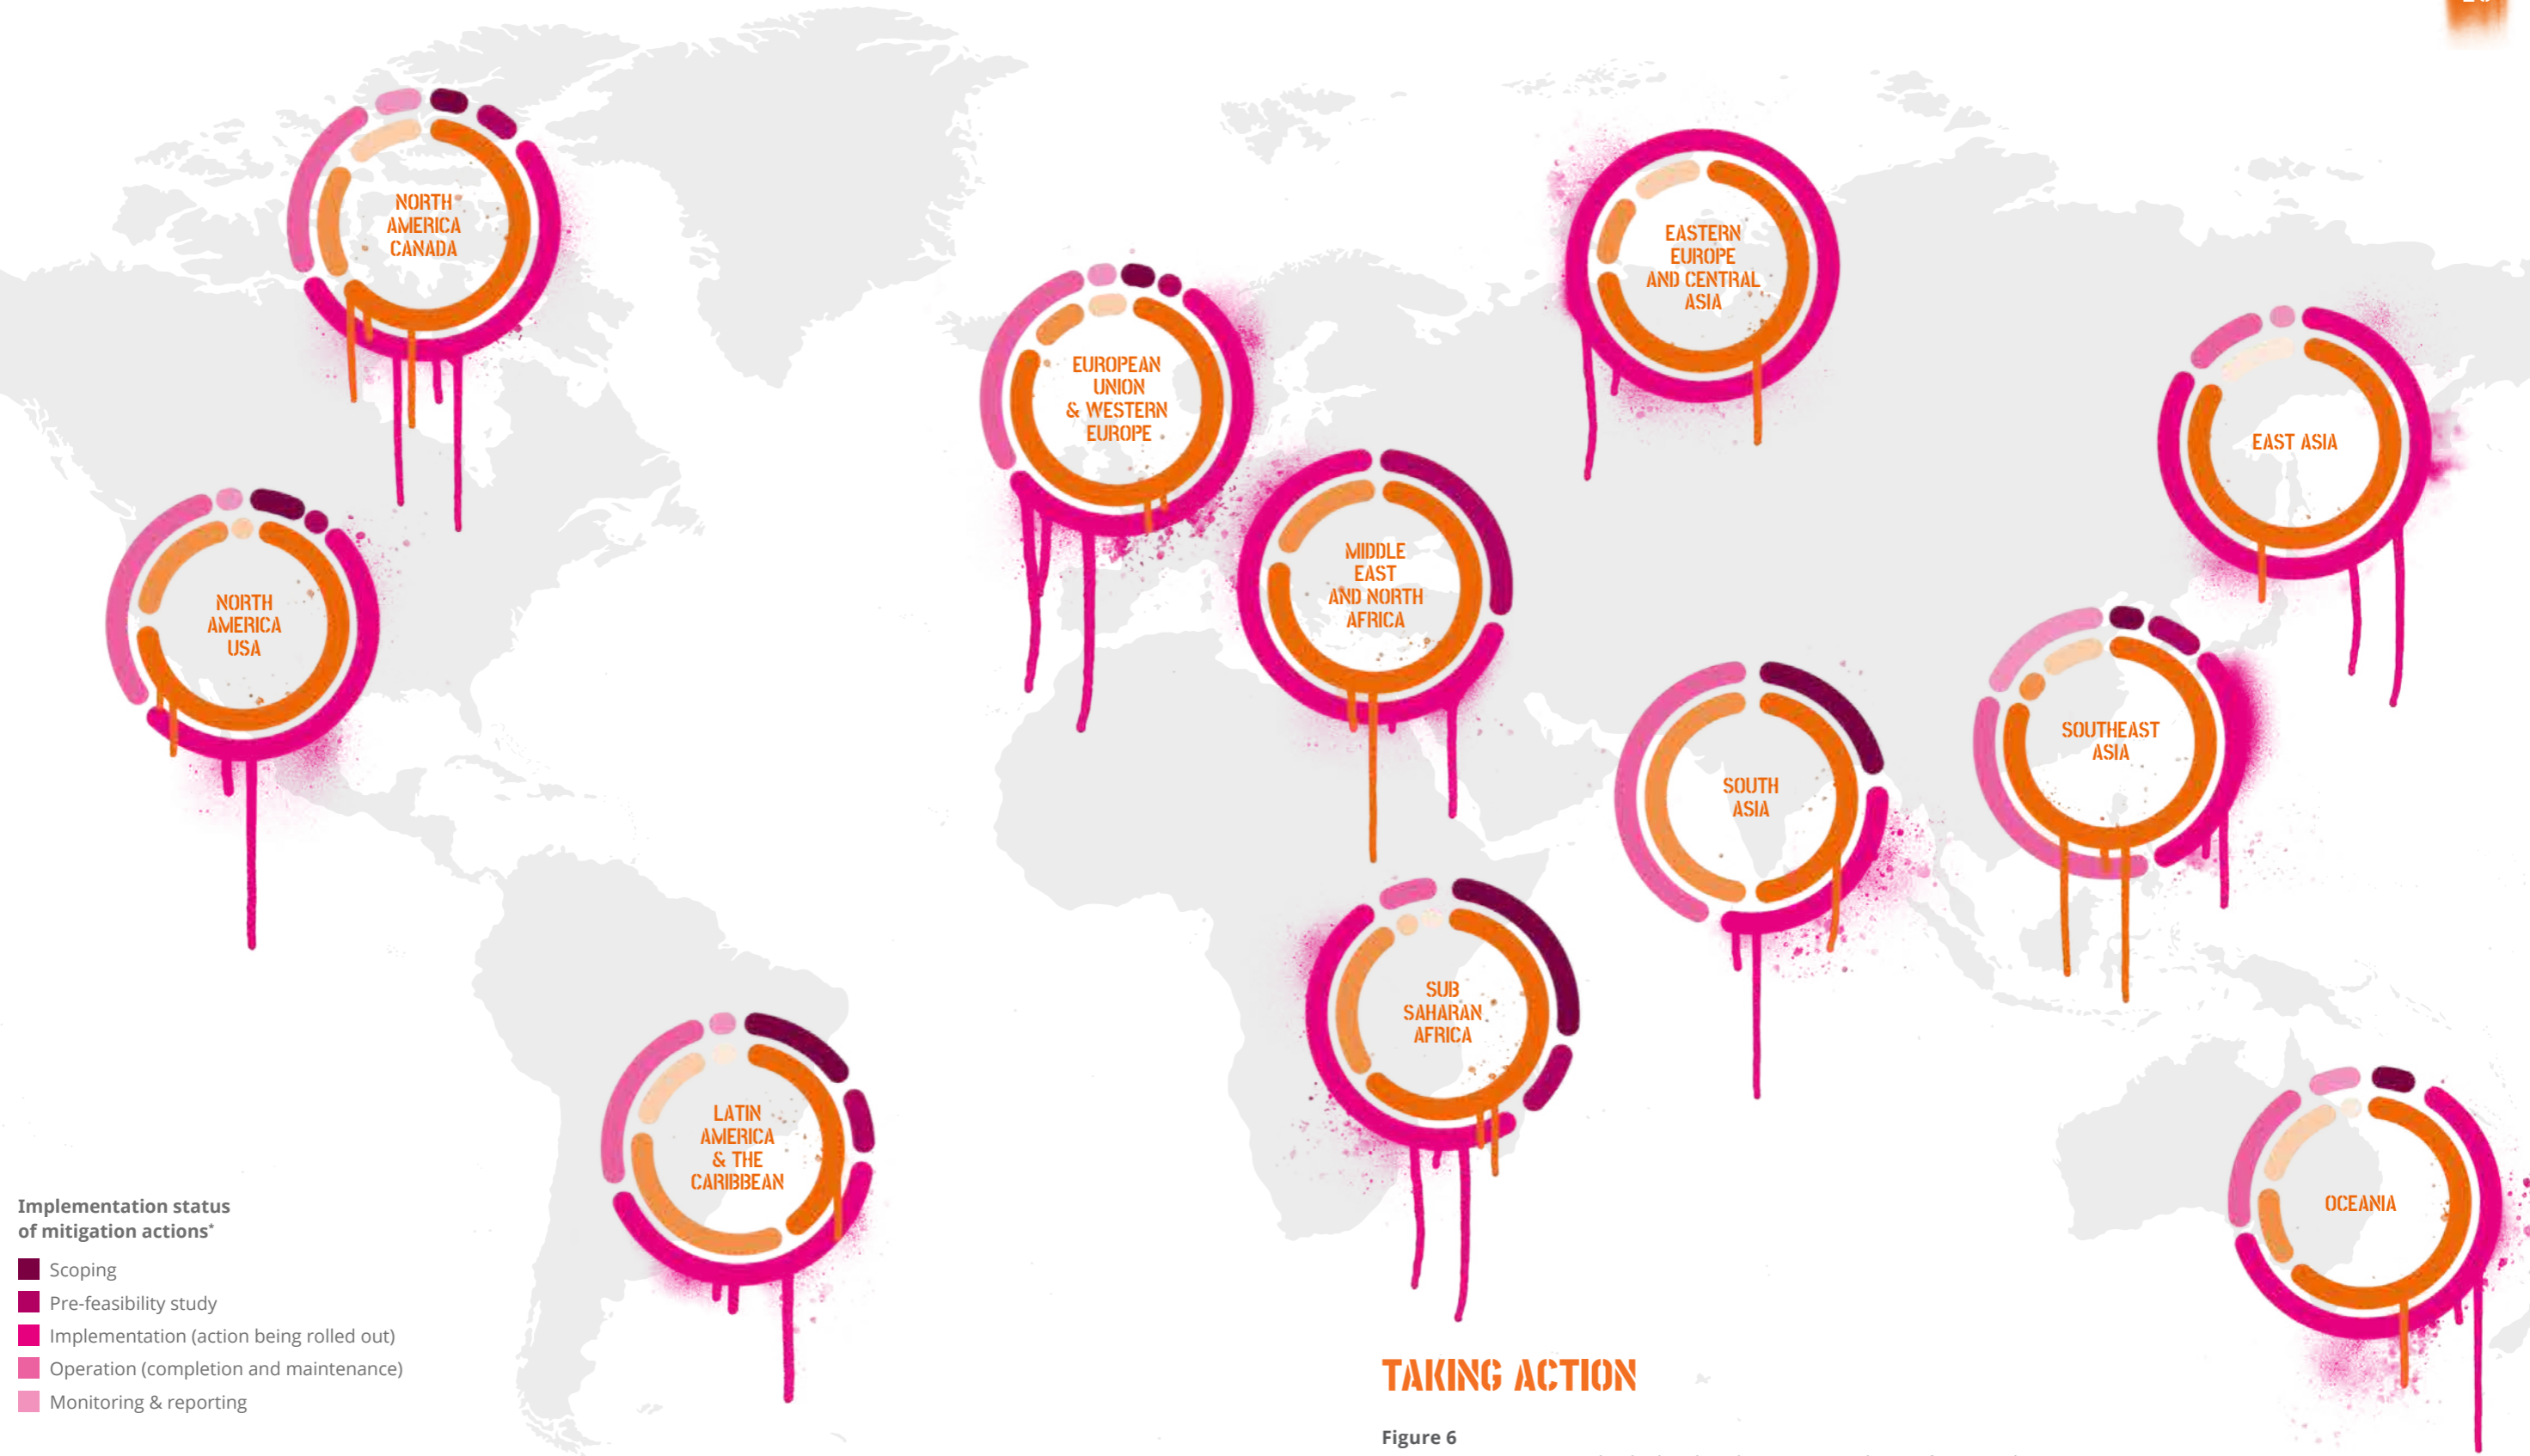 NORTH
AMERICA
CANADA
EASTERN
EUROPE
AND CENTRAL
ASIA
EUROPEAN
UNION
& WESTERN
EUROPE
EAST ASIA
MIDDLE
EAST
AND NORTH
AFRICA
NORTH
AMERICA
USA
SOUTHEAST
ASIA
SOUTH
ASIA
SUB
SAHARAN
AFRICA
LATIN
AMERICA
& THE
CARIBBEAN
OCEANIA
Implementation status
of mitigation actions*
Scoping
Pre-feasibility study
Implementation (action being rolled out)
Operation (completion and maintenance)
Monitoring & reporting
TAKING ACTION
Figure 6